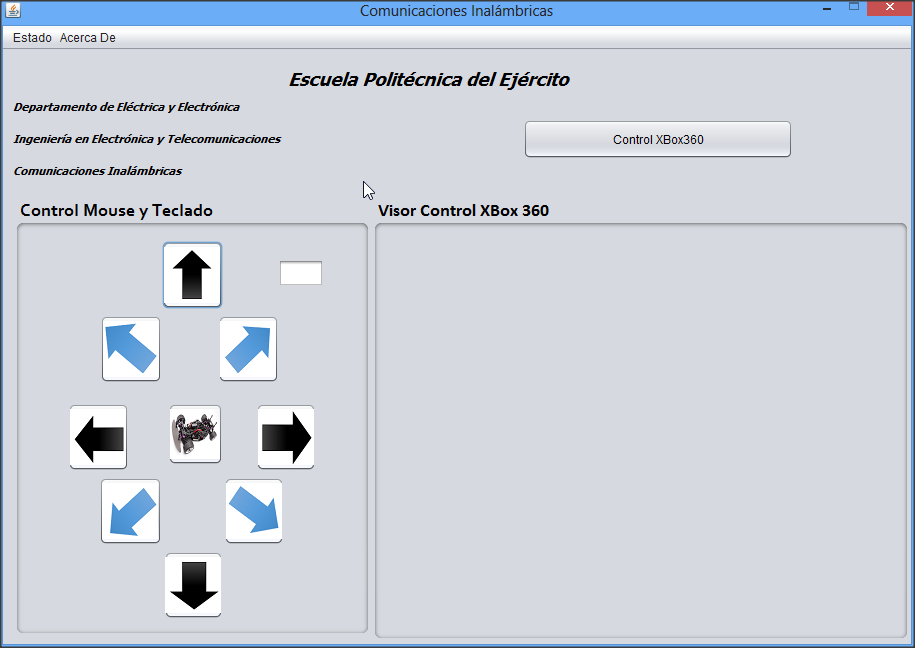 Comunicaciones Inalámbricas
Estado Acerca De
Escuela Politécnica del Ejército
Departamento de Eléctrica y Electrónica
Ingeniería en Electrónica y Telecomunicaciones
Control XBox360
Comunicaciones Inalámbricas
Control Mouse y Teclado
Visor Control XBox 360